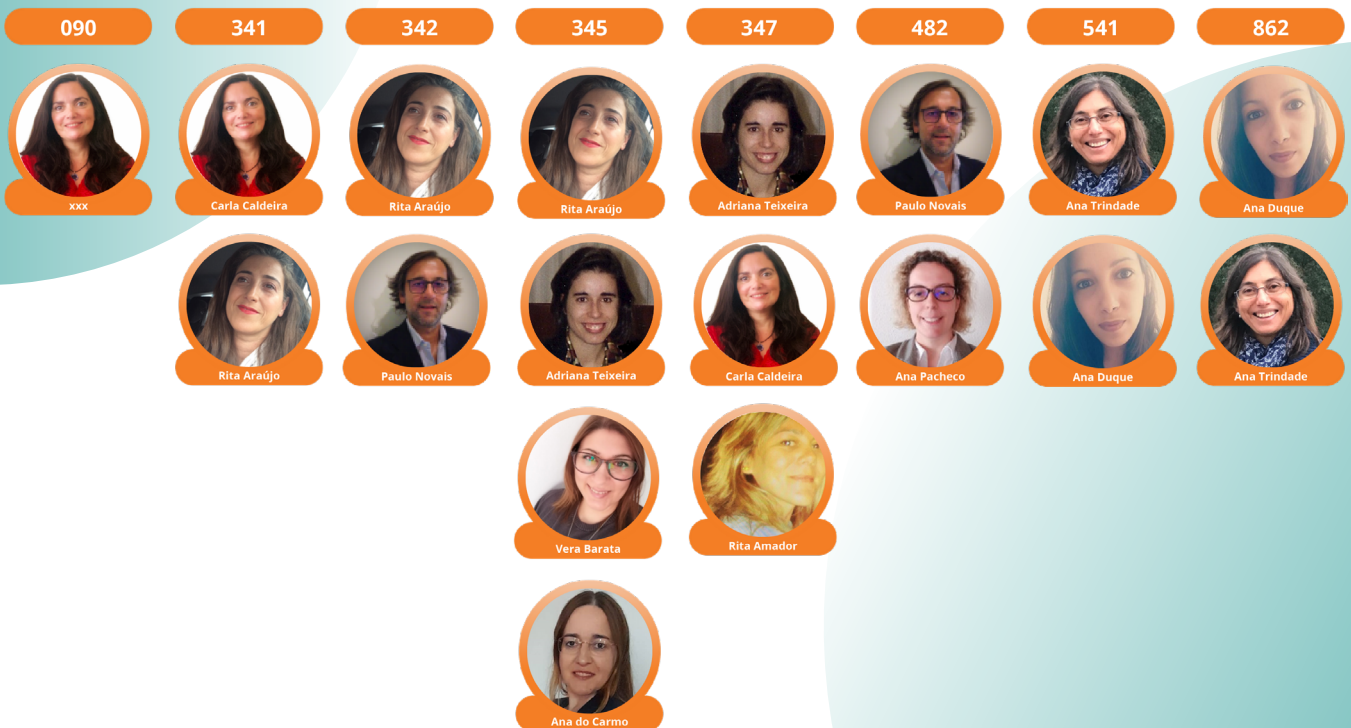 090
341
342
345
347
482
541
862
xxx
Carla Caldeira
Rita Araújo
Rita Araújo
Adriana Teixeira
Paulo Novais
Ana Trindade
Ana Duque
Rita Araújo
Paulo Novais
Adriana Teixeira
Carla Caldeira
Ana Pacheco
Ana Duque
Ana Trindade
Vera Barata
Rita Amador
Ana do Carmo